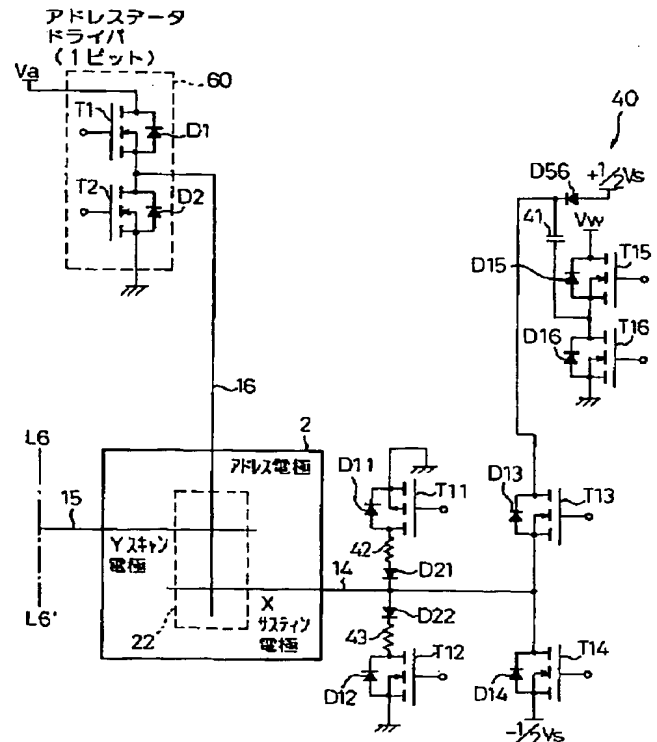 アドレスデータ
ドライバ
(1ビット)
Va
60
T1
D1
T2
D2
40
D56
+1/2Vs
41
Vw
D15
T15
D16
T16
16
L6
2
アドレス電極
15
D11
T11
D13
T13
42
Yスキャン
電極
14
D21
X
サスティン
電極
D22
L6'
22
43
T12
D12
T14
D14
-1/2Vs